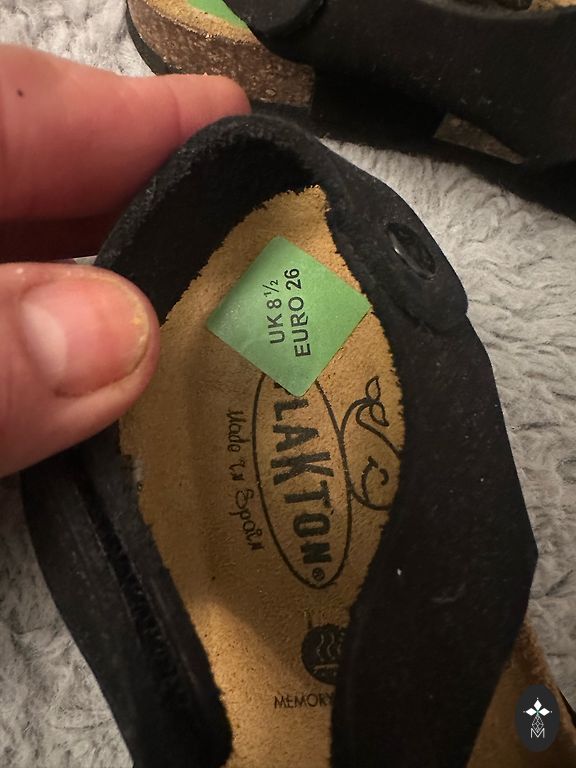 UK 8½
EURO 26
LAKTON®
Made in Spain
MEMORY
M